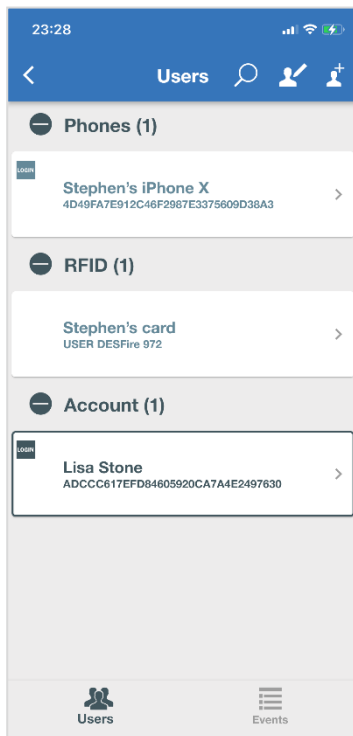 23:28
Users
Phones (1)
LOGIN
Stephen's iPhone X
4D49FA7E912C46F2987E3375609D38A3
RFID (1)
Stephen's card
USER DESFire 972
Account (1)
LOGIN
Lisa Stone
ADCCC617EFD84605920CA7A4E2497630
Users
Events